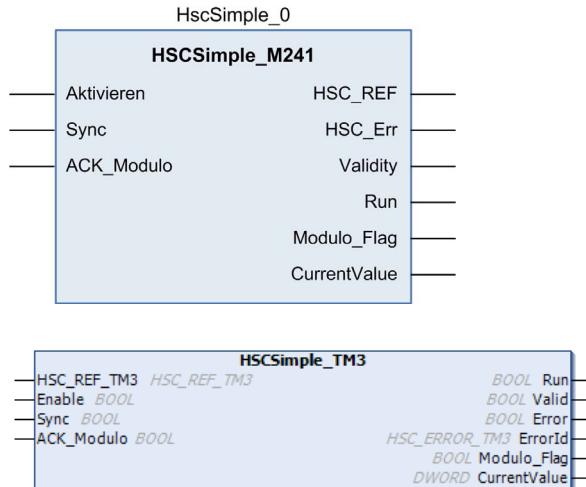 HscSimple_0
HSCSimple_M241
Aktivieren HSC_REF
Sync HSC_Err
ACK_Modulo Validity
Run
Modulo_Flag
CurrentValue
HSCSimple_TM3
HSC_REF_TM3 HSC_REF_TM3 BOOL Run
Enable BOOL BOOL Valid
Sync BOOL BOOL Error
ACK_Modulo BOOL HSC_ERROR_TM3 ErrorId
BOOL Modulo_Flag
DWORD CurrentValue